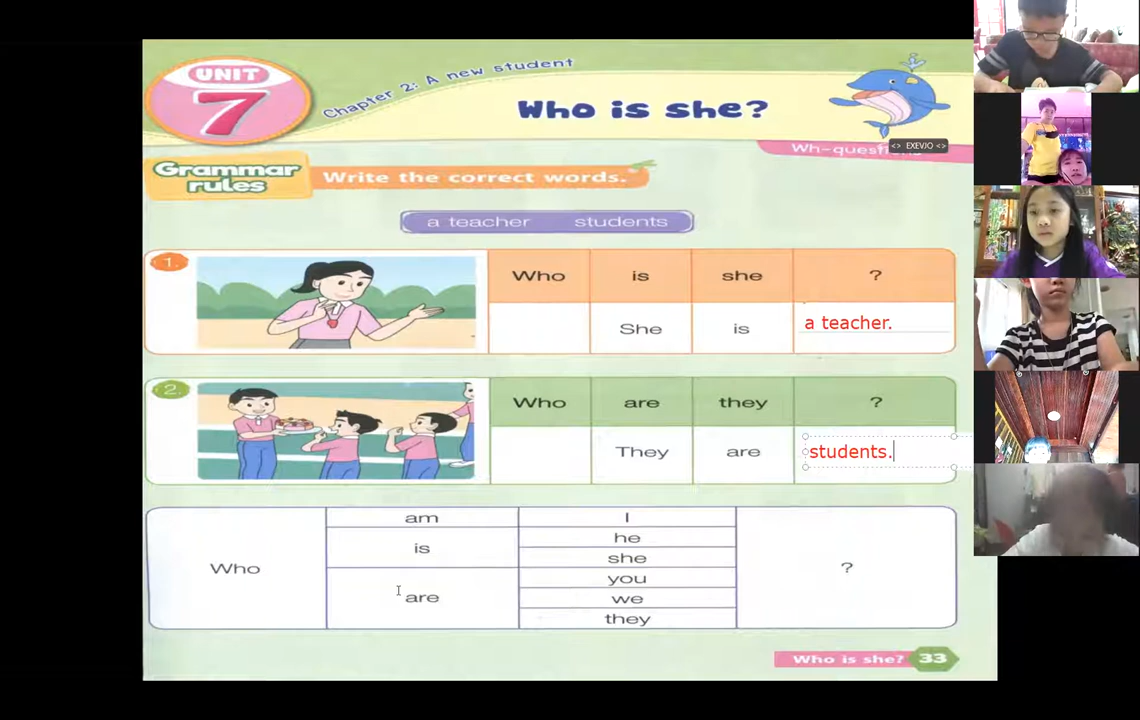 UNIT
7
Chapter 2: A new student
Who is she?
<> EXEVJO <>
Grammar rules
Write the correct words.
a teacher students
1.
Who is she ?
She is a teacher.
2.
Who are they ?
They are students.
am I
is he
she
Who are you ?
we
they
Who is she? 33